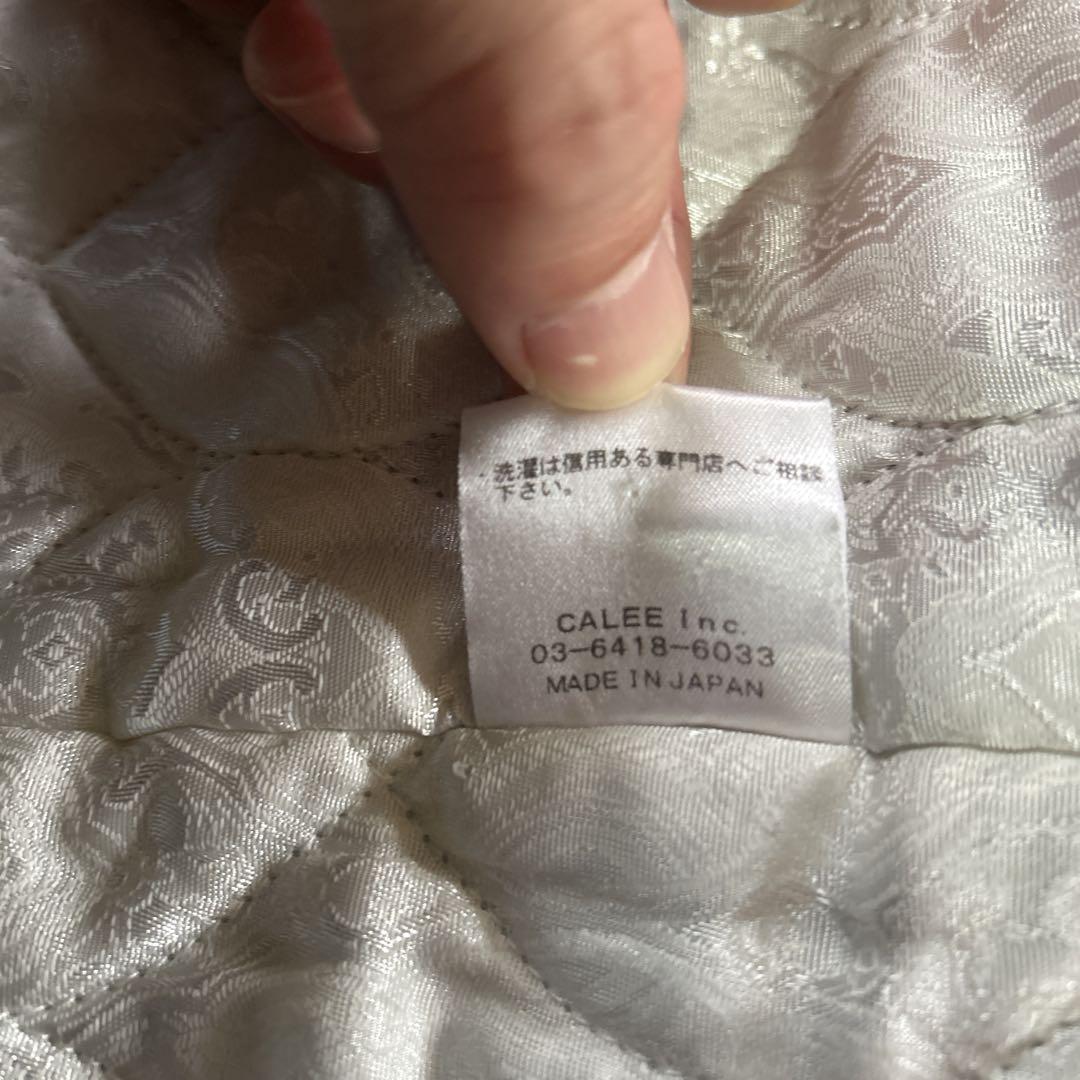 ・洗濯は信用ある専門店へご相談
下さい。
CALEE Inc.
03-6418-6033
MADE IN JAPAN